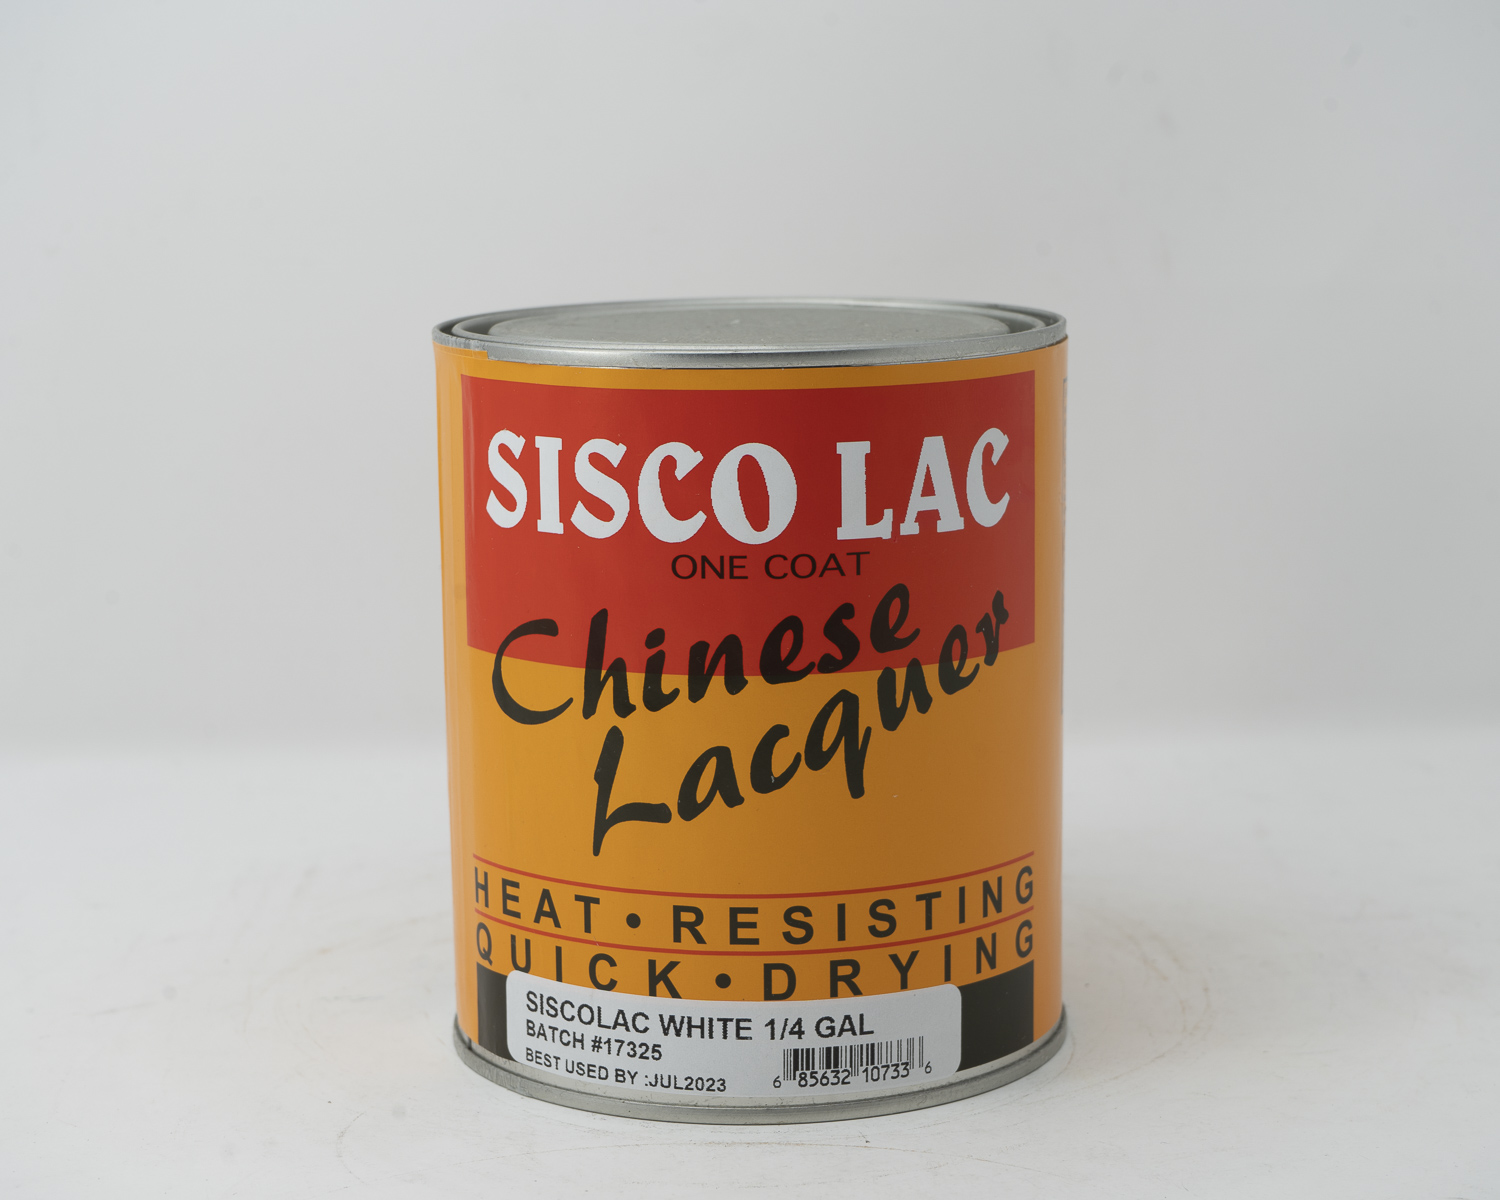 SISCO LAC
ONE COAT
Chinese
Lacquer
HEAT • RESISTING
QUICK • DRYING
SISCOLAC WHITE 1/4 GAL
BATCH #17325
BEST USED BY :JUL2023
6 85632 10733 6